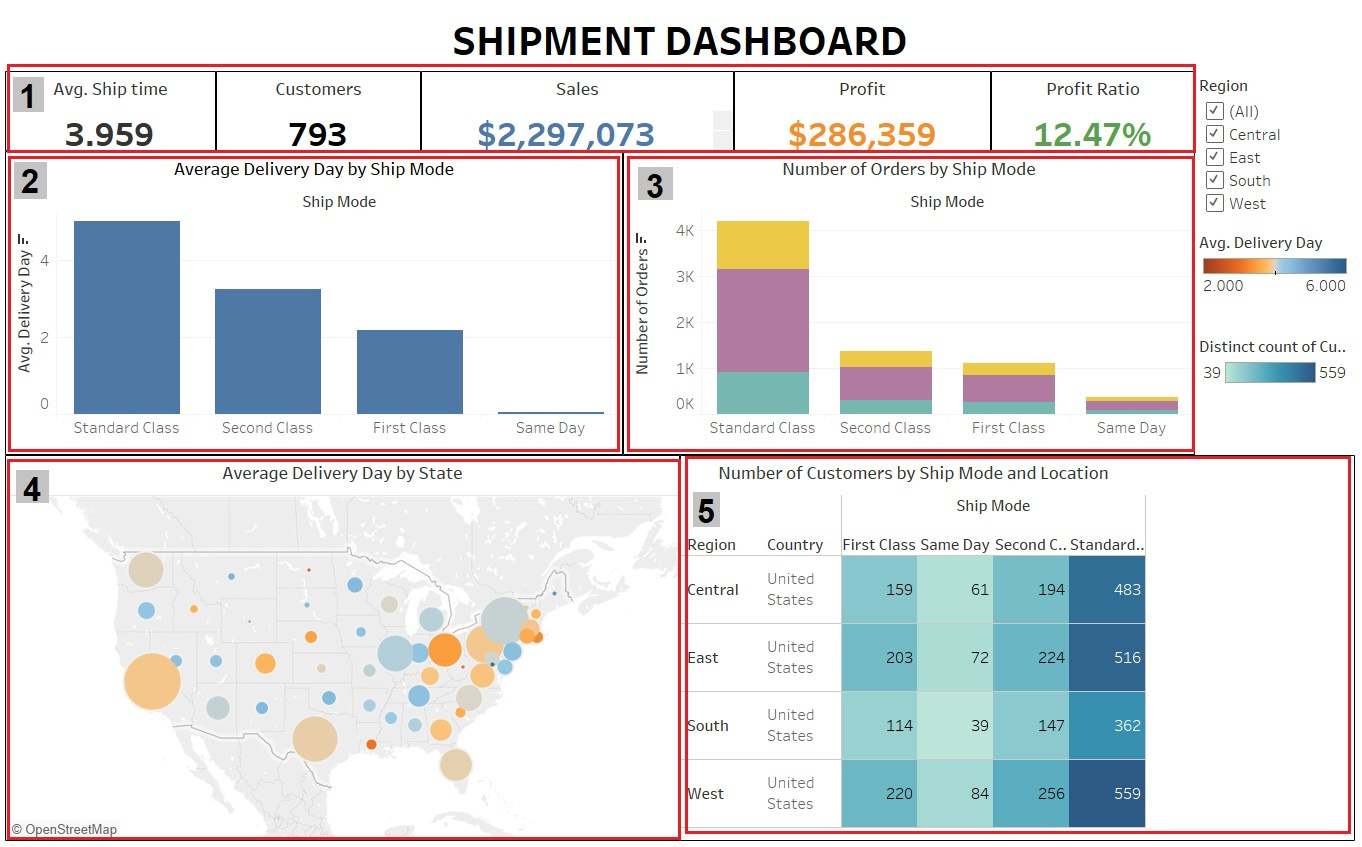 SHIPMENT DASHBOARD
1
Avg. Ship time
Customers
Sales
Profit
Profit Ratio
3.959
793
$2,297,073
$286,359
12.47%
Region
(All)
Central
East
South
West
Avg. Delivery Day
2.000
6.000
Distinct count of Cu..
39
559
2
Average Delivery Day by Ship Mode
Ship Mode
Avg. Delivery Day
4
2
0
Standard Class
Second Class
First Class
Same Day
3
Number of Orders by Ship Mode
Ship Mode
Number of Orders
4K
3K
2K
1K
0K
Standard Class
Second Class
First Class
Same Day
4
Average Delivery Day by State
© OpenStreetMap
5
Number of Customers by Ship Mode and Location
Ship Mode
Region Country First Class Same Day Second C.. Standard..
Central United States 159 61 194 483
East United States 203 72 224 516
South United States 114 39 147 362
West United States 220 84 256 559